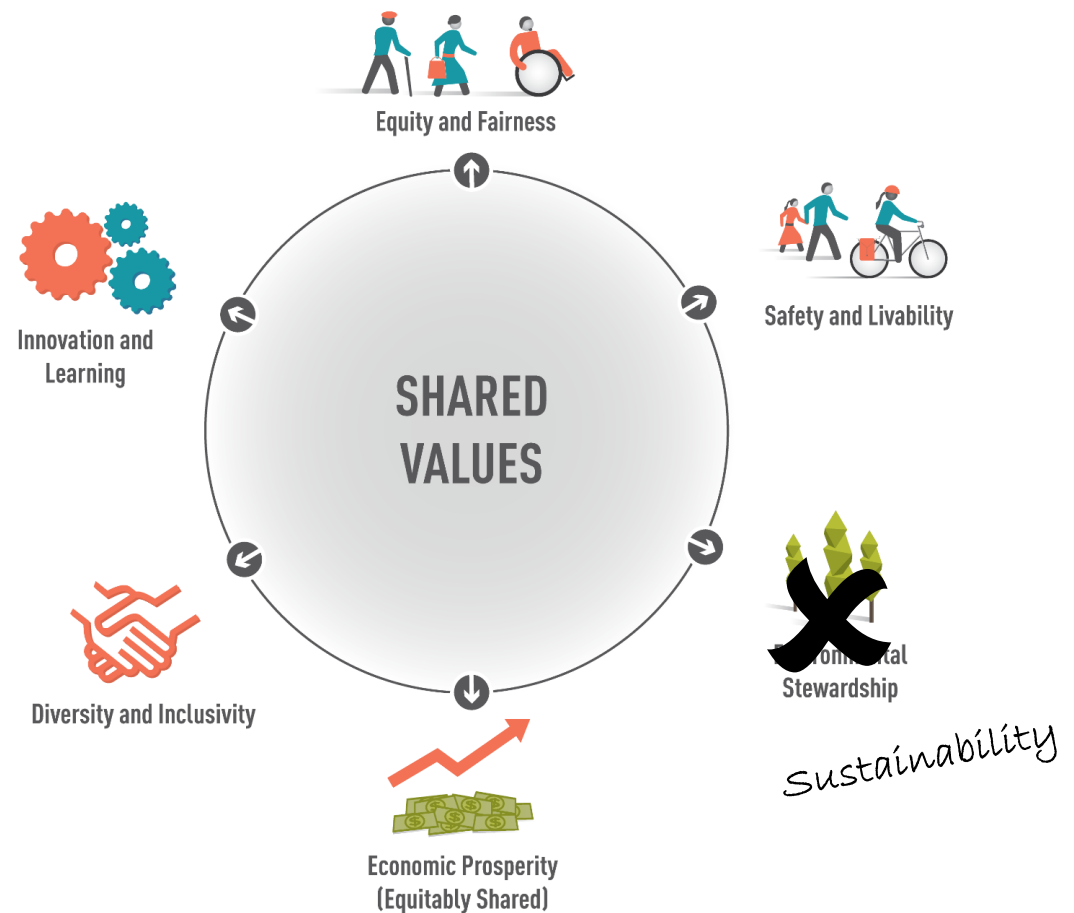 Equity and Fairness
Safety and Livability
Innovation and
Learning
SHARED
VALUES
Environmental
Stewardship
Sustainability
Diversity and Inclusivity
Economic Prosperity
(Equitably Shared)